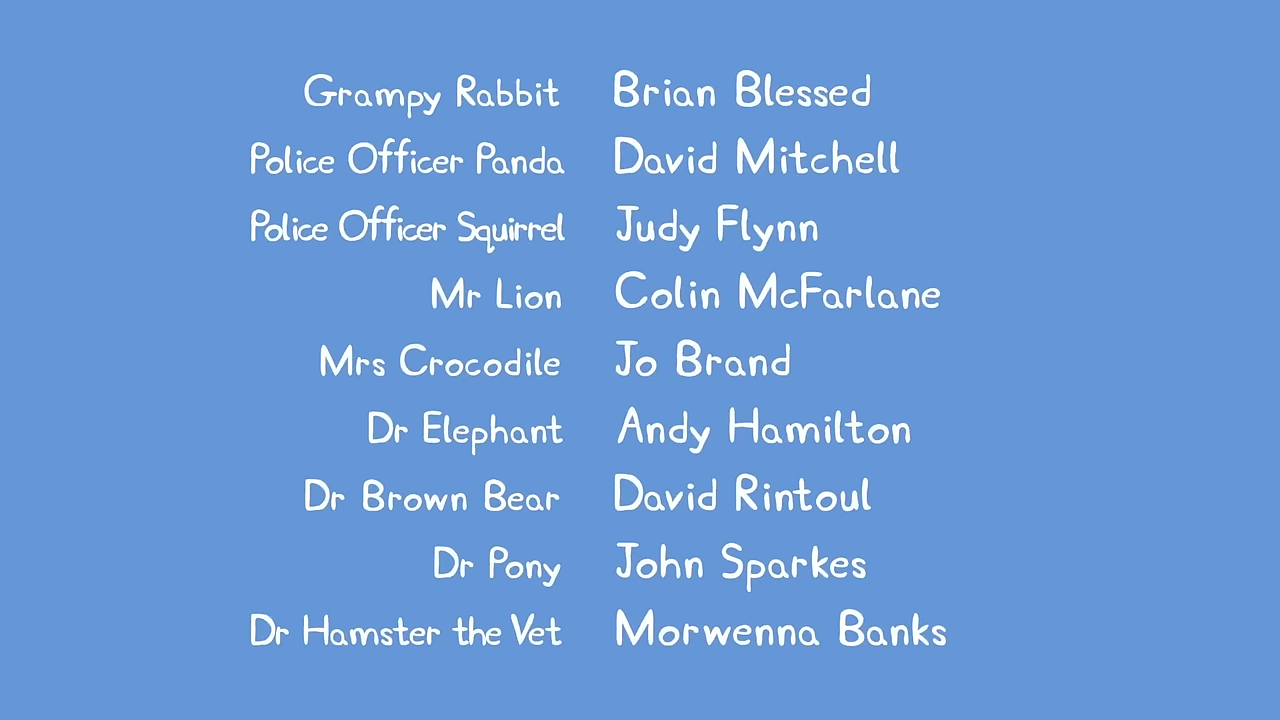 Grampy Rabbit Brian Blessed
Police Officer Panda David Mitchell
Police Officer Squirrel Judy Flynn
Mr Lion Colin McFarlane
Mrs Crocodile Jo Brand
Dr Elephant Andy Hamilton
Dr Brown Bear David Rintoul
Dr Pony John Sparkes
Dr Hamster the Vet Morwenna Banks